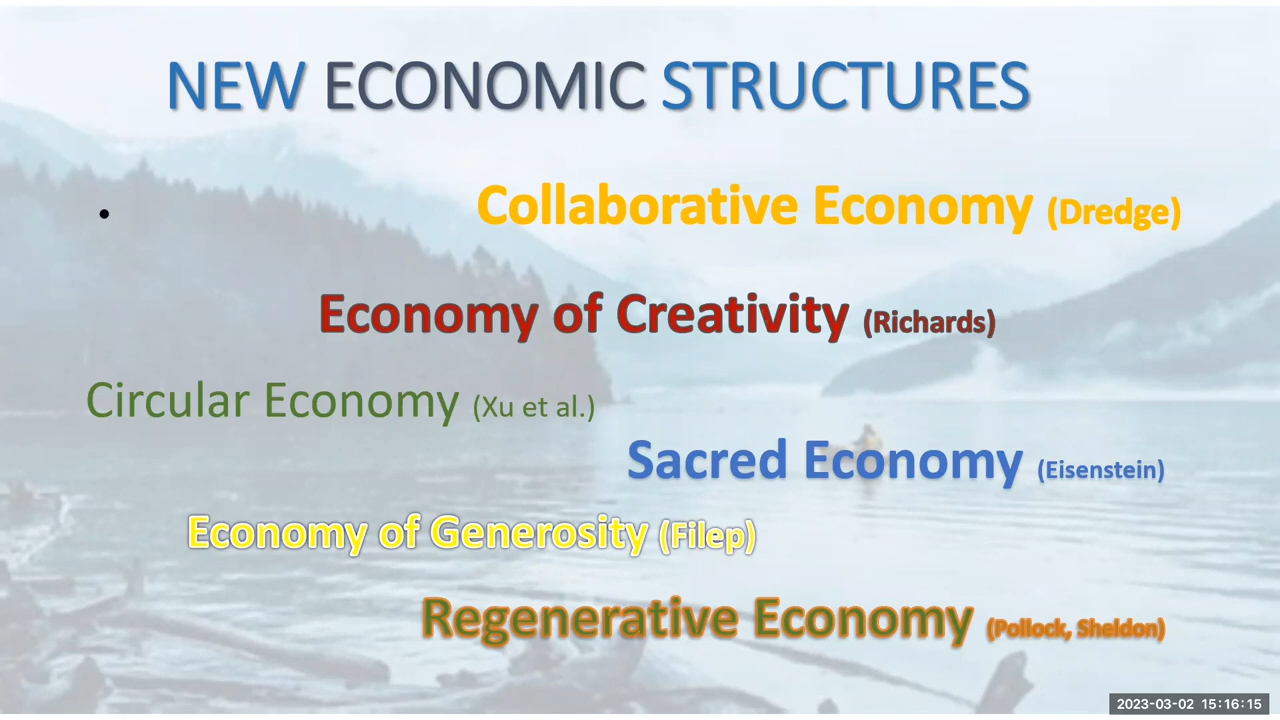 NEW ECONOMIC STRUCTURES
• Collaborative Economy (Dredge)
Economy of Creativity (Richards)
Circular Economy (Xu et al.)
Sacred Economy (Eisenstein)
Economy of Generosity (Filep)
Regenerative Economy (Pollock, Sheldon)
2023-03-02 15:16:15